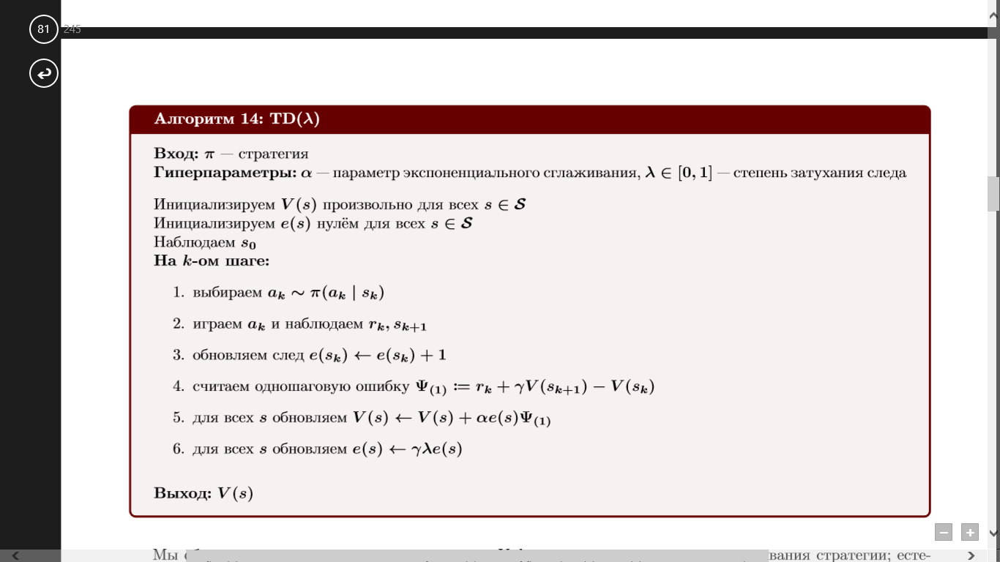 81 245
Алгоритм 14: TD(λ)
Вход: π — стратегия
Гиперпараметры: α — параметр экспоненциального сглаживания, λ ∈ [0, 1] — степень затухания следа
Инициализируем V(s) произвольно для всех s ∈ 𝓢
Инициализируем e(s) нулём для всех s ∈ 𝓢
Наблюдаем s₀
На k-ом шаге:
1. выбираем aₖ ∼ π(aₖ | sₖ)
2. играем aₖ и наблюдаем rₖ, sₖ₊₁
3. обновляем след e(sₖ) ← e(sₖ) + 1
4. считаем одношаговую ошибку Ψ₍₁₎ := rₖ + γV(sₖ₊₁) − V(sₖ)
5. для всех s обновляем V(s) ← V(s) + αe(s)Ψ₍₁₎
6. для всех s обновляем e(s) ← γλe(s)
Выход: V(s)
Мы вания стратегии; есте-